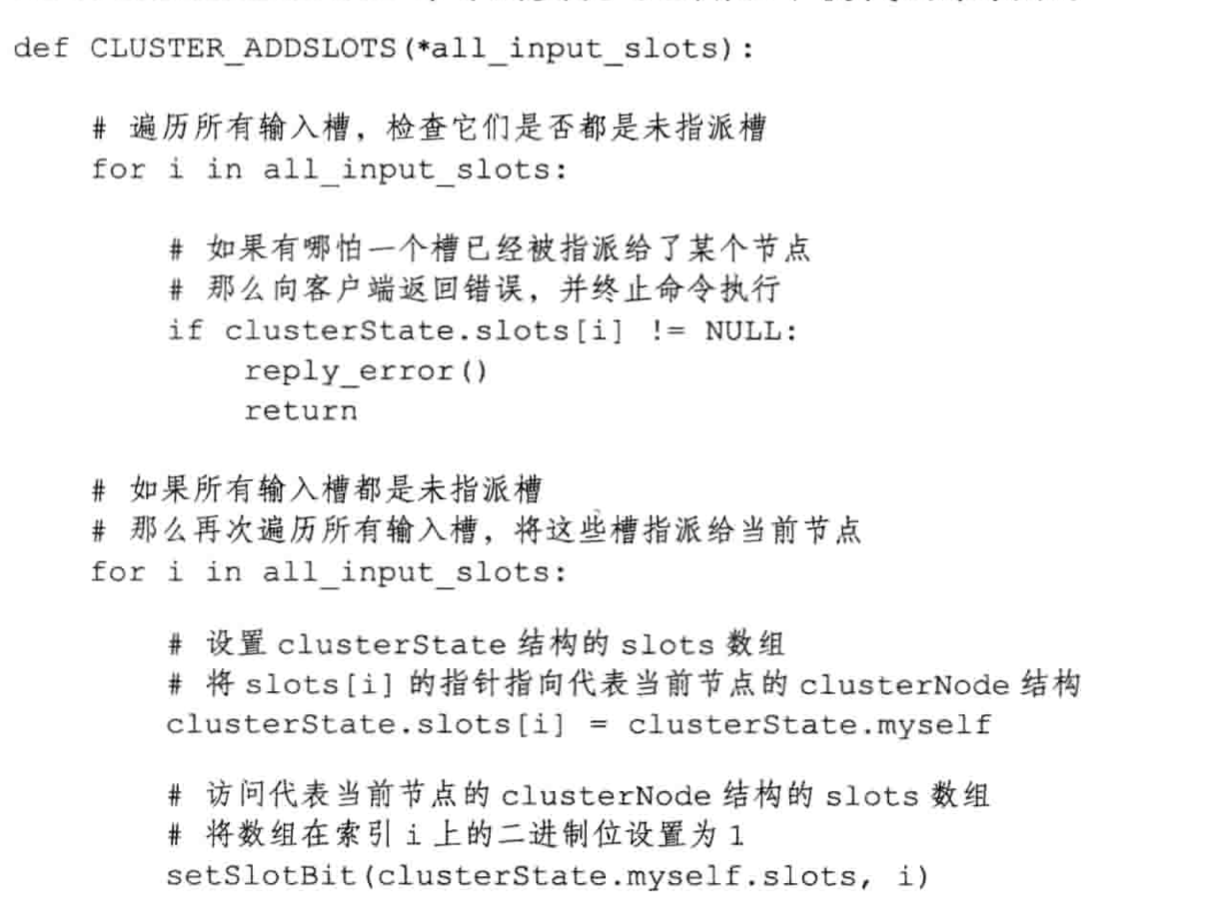 def CLUSTER_ADDSLOTS(*all_input_slots):
# 遍历所有输入槽，检查它们是否都是未指派槽
for i in all_input_slots:
# 如果有哪怕一个槽已经被指派给了某个节点
# 那么向客户端返回错误，并终止命令执行
if clusterState.slots[i] != NULL:
reply_error()
return
# 如果所有输入槽都是未指派槽
# 那么再次遍历所有输入槽，将这些槽指派给当前节点
for i in all_input_slots:
# 设置 clusterState 结构的 slots 数组
# 将 slots[i] 的指针指向代表当前节点的 clusterNode 结构
clusterState.slots[i] = clusterState.myself
# 访问代表当前节点的 clusterNode 结构的 slots 数组
# 将数组在索引 i 上的二进制位设置为 1
setSlotBit(clusterState.myself.slots, i)